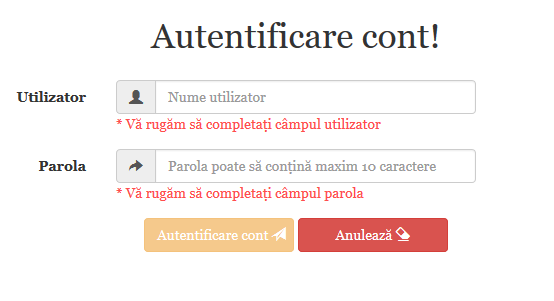 Autentificare cont!
Utilizator Nume utilizator
* Vă rugăm să completați câmpul utilizator
Parola Parola poate să conțină maxim 10 caractere
* Vă rugăm să completați câmpul parola
Autentificare cont Anulează